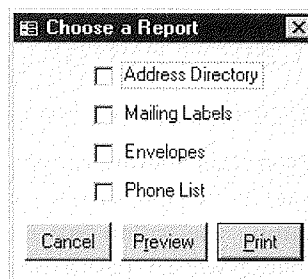 Choose a Report
Address Directory
Mailing Labels
Envelopes
Phone List
Cancel Preview Print